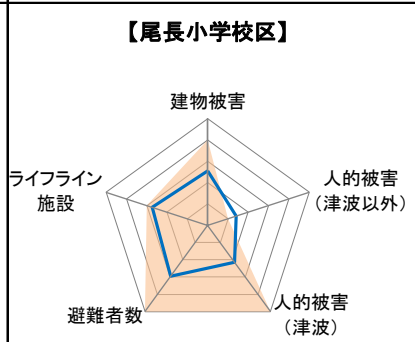 【尾長小学校区】
建物被害
ライフライン
施設
人的被害
（津波以外）
避難者数
人的被害
（津波）